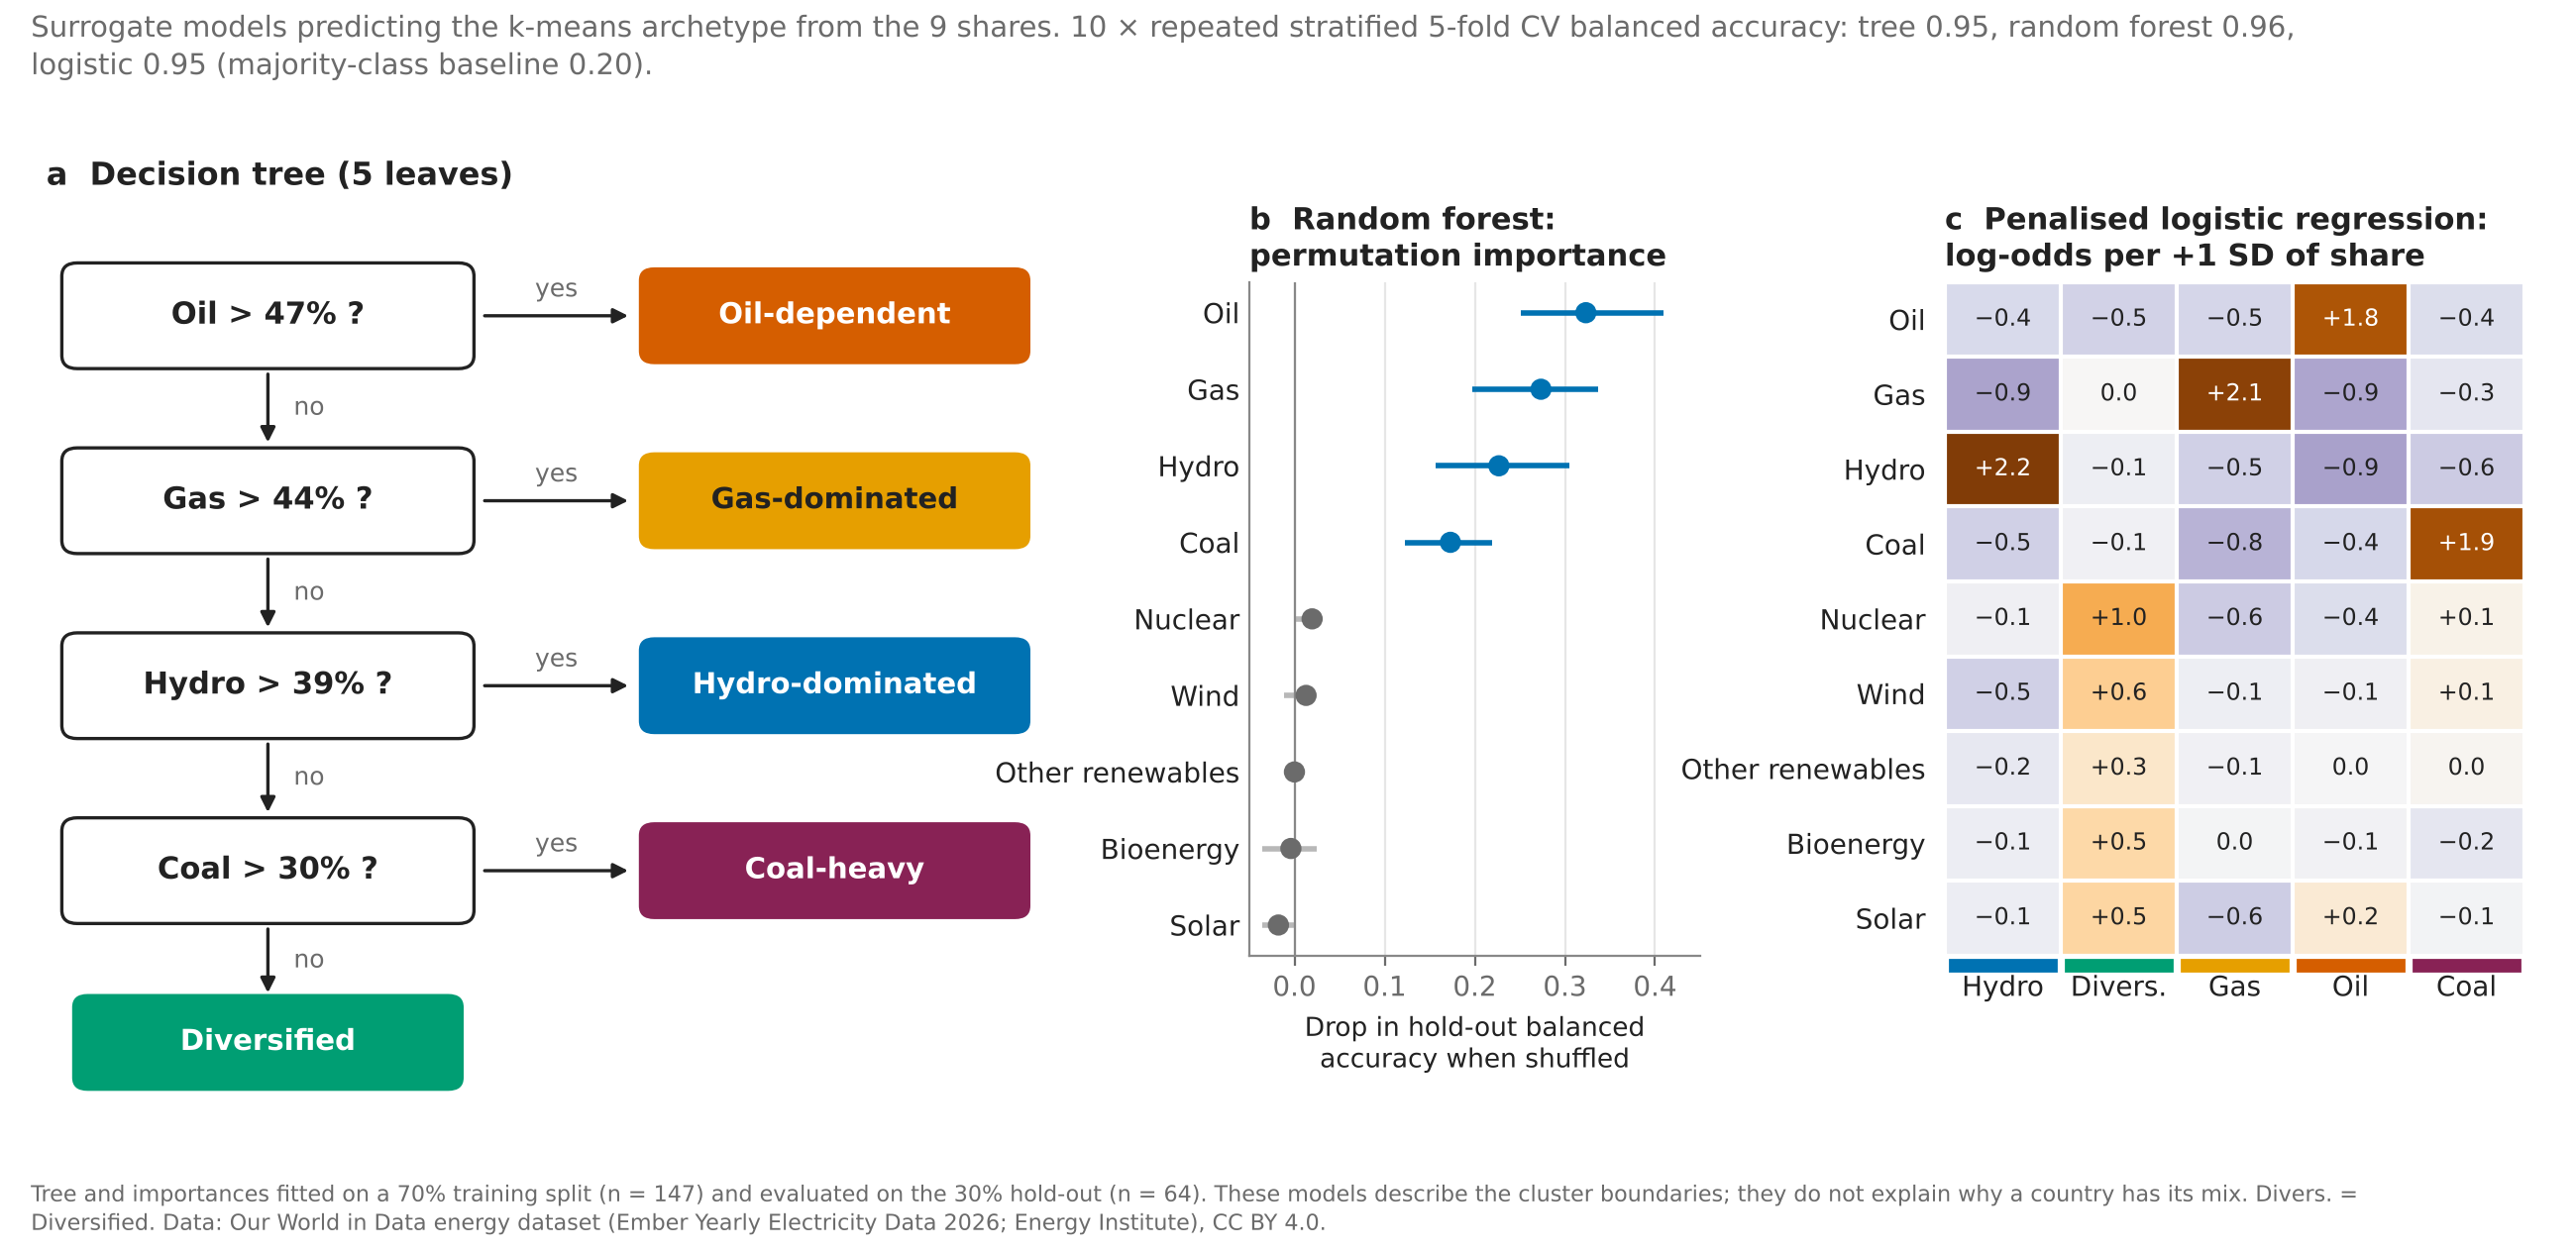 Surrogate models predicting the k-means archetype from the 9 shares. 10 × repeated stratified 5-fold CV balanced accuracy: tree 0.95, random forest 0.96,
logistic 0.95 (majority-class baseline 0.20).
a Decision tree (5 leaves)
Oil > 47% ?
yes
Oil-dependent
no
Gas > 44% ?
yes
Gas-dominated
no
Hydro > 39% ?
yes
Hydro-dominated
no
Coal > 30% ?
yes
Coal-heavy
no
Diversified
b Random forest:
permutation importance
Oil
Gas
Hydro
Coal
Nuclear
Wind
Other renewables
Bioenergy
Solar
0.0 0.1 0.2 0.3 0.4
Drop in hold-out balanced
accuracy when shuffled
c Penalised logistic regression:
log-odds per +1 SD of share
Oil −0.4 −0.5 −0.5 +1.8 −0.4
Gas −0.9 0.0 +2.1 −0.9 −0.3
Hydro +2.2 −0.1 −0.5 −0.9 −0.6
Coal −0.5 −0.1 −0.8 −0.4 +1.9
Nuclear −0.1 +1.0 −0.6 −0.4 +0.1
Wind −0.5 +0.6 −0.1 −0.1 +0.1
Other renewables −0.2 +0.3 −0.1 0.0 0.0
Bioenergy −0.1 +0.5 0.0 −0.1 −0.2
Solar −0.1 +0.5 −0.6 +0.2 −0.1
Hydro Divers. Gas Oil Coal
Tree and importances fitted on a 70% training split (n = 147) and evaluated on the 30% hold-out (n = 64). These models describe the cluster boundaries; they do not explain why a country has its mix. Divers. =
Diversified. Data: Our World in Data energy dataset (Ember Yearly Electricity Data 2026; Energy Institute), CC BY 4.0.